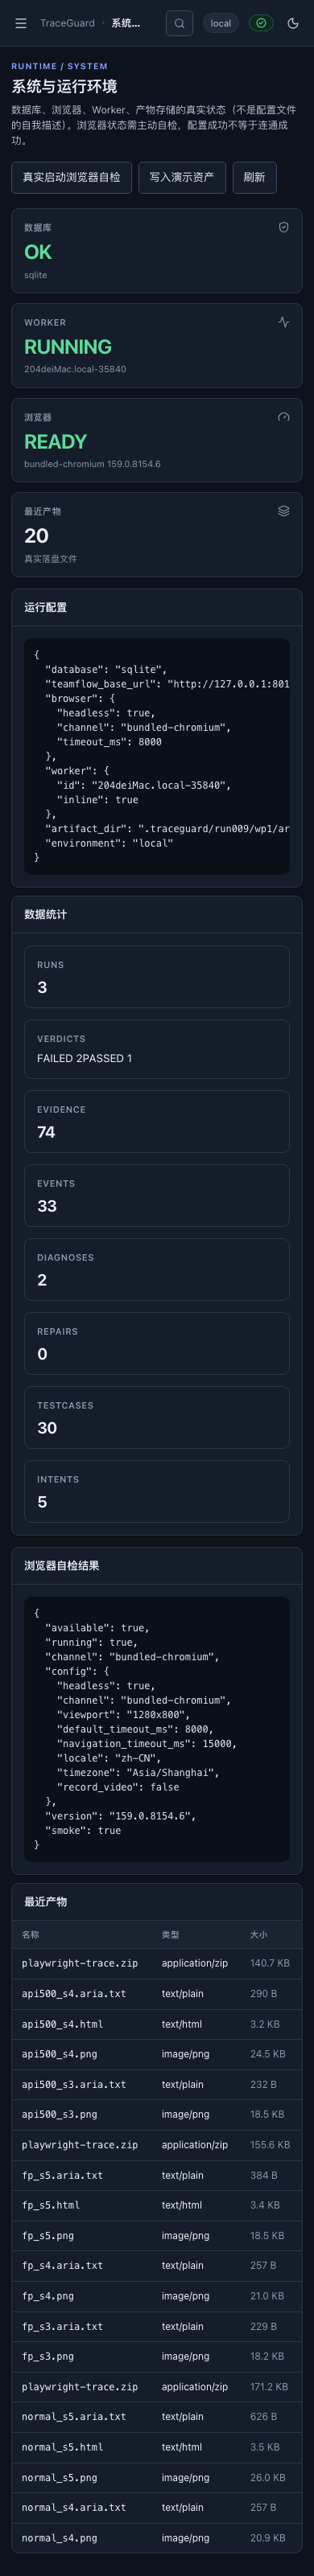 TraceGuard › 系统... local
RUNTIME / SYSTEM
系统与运行环境
数据库、浏览器、Worker、产物存储的真实状态（不是配置文件
的自我描述）。浏览器状态需主动自检，配置成功不等于连通成
功。
真实启动浏览器自检 写入演示资产 刷新
数据库
OK
sqlite
WORKER
RUNNING
204deiMac.local-35840
浏览器
READY
bundled-chromium 159.0.8154.6
最近产物
20
真实落盘文件
运行配置
{
"database": "sqlite",
"teamflow_base_url": "http://127.0.0.1:801
"browser": {
"headless": true,
"channel": "bundled-chromium",
"timeout_ms": 8000
},
"worker": {
"id": "204deiMac.local-35840",
"inline": true
},
"artifact_dir": ".traceguard/run009/wp1/ar
"environment": "local"
}
数据统计
RUNS
3
VERDICTS
FAILED 2PASSED 1
EVIDENCE
74
EVENTS
33
DIAGNOSES
2
REPAIRS
0
TESTCASES
30
INTENTS
5
浏览器自检结果
{
"available": true,
"running": true,
"channel": "bundled-chromium",
"config": {
"headless": true,
"channel": "bundled-chromium",
"viewport": "1280x800",
"default_timeout_ms": 8000,
"navigation_timeout_ms": 15000,
"locale": "zh-CN",
"timezone": "Asia/Shanghai",
"record_video": false
},
"version": "159.0.8154.6",
"smoke": true
}
最近产物
名称 类型 大小
playwright-trace.zip application/zip 140.7 KB
api500_s4.aria.txt text/plain 290 B
api500_s4.html text/html 3.2 KB
api500_s4.png image/png 24.5 KB
api500_s3.aria.txt text/plain 232 B
api500_s3.png image/png 18.5 KB
playwright-trace.zip application/zip 155.6 KB
fp_s5.aria.txt text/plain 384 B
fp_s5.html text/html 3.4 KB
fp_s5.png image/png 18.5 KB
fp_s4.aria.txt text/plain 257 B
fp_s4.png image/png 21.0 KB
fp_s3.aria.txt text/plain 229 B
fp_s3.png image/png 18.2 KB
playwright-trace.zip application/zip 171.2 KB
normal_s5.aria.txt text/plain 626 B
normal_s5.html text/html 3.5 KB
normal_s5.png image/png 26.0 KB
normal_s4.aria.txt text/plain 257 B
normal_s4.png image/png 20.9 KB